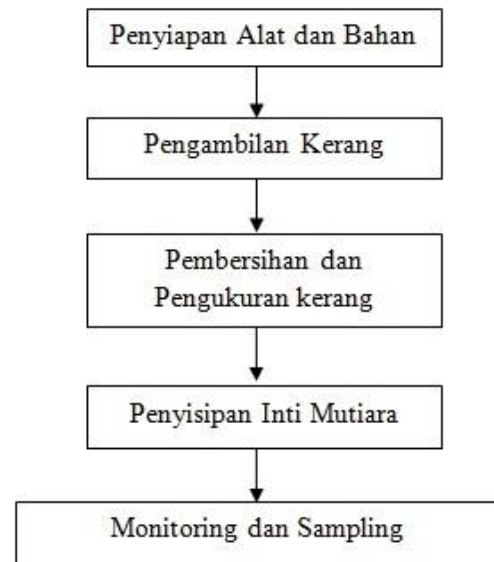 Penyiapan Alat dan Bahan
Pengambilan Kerang
Pembersihan dan
Pengukuran kerang
Penyisipan Inti Mutiara
Monitoring dan Sampling